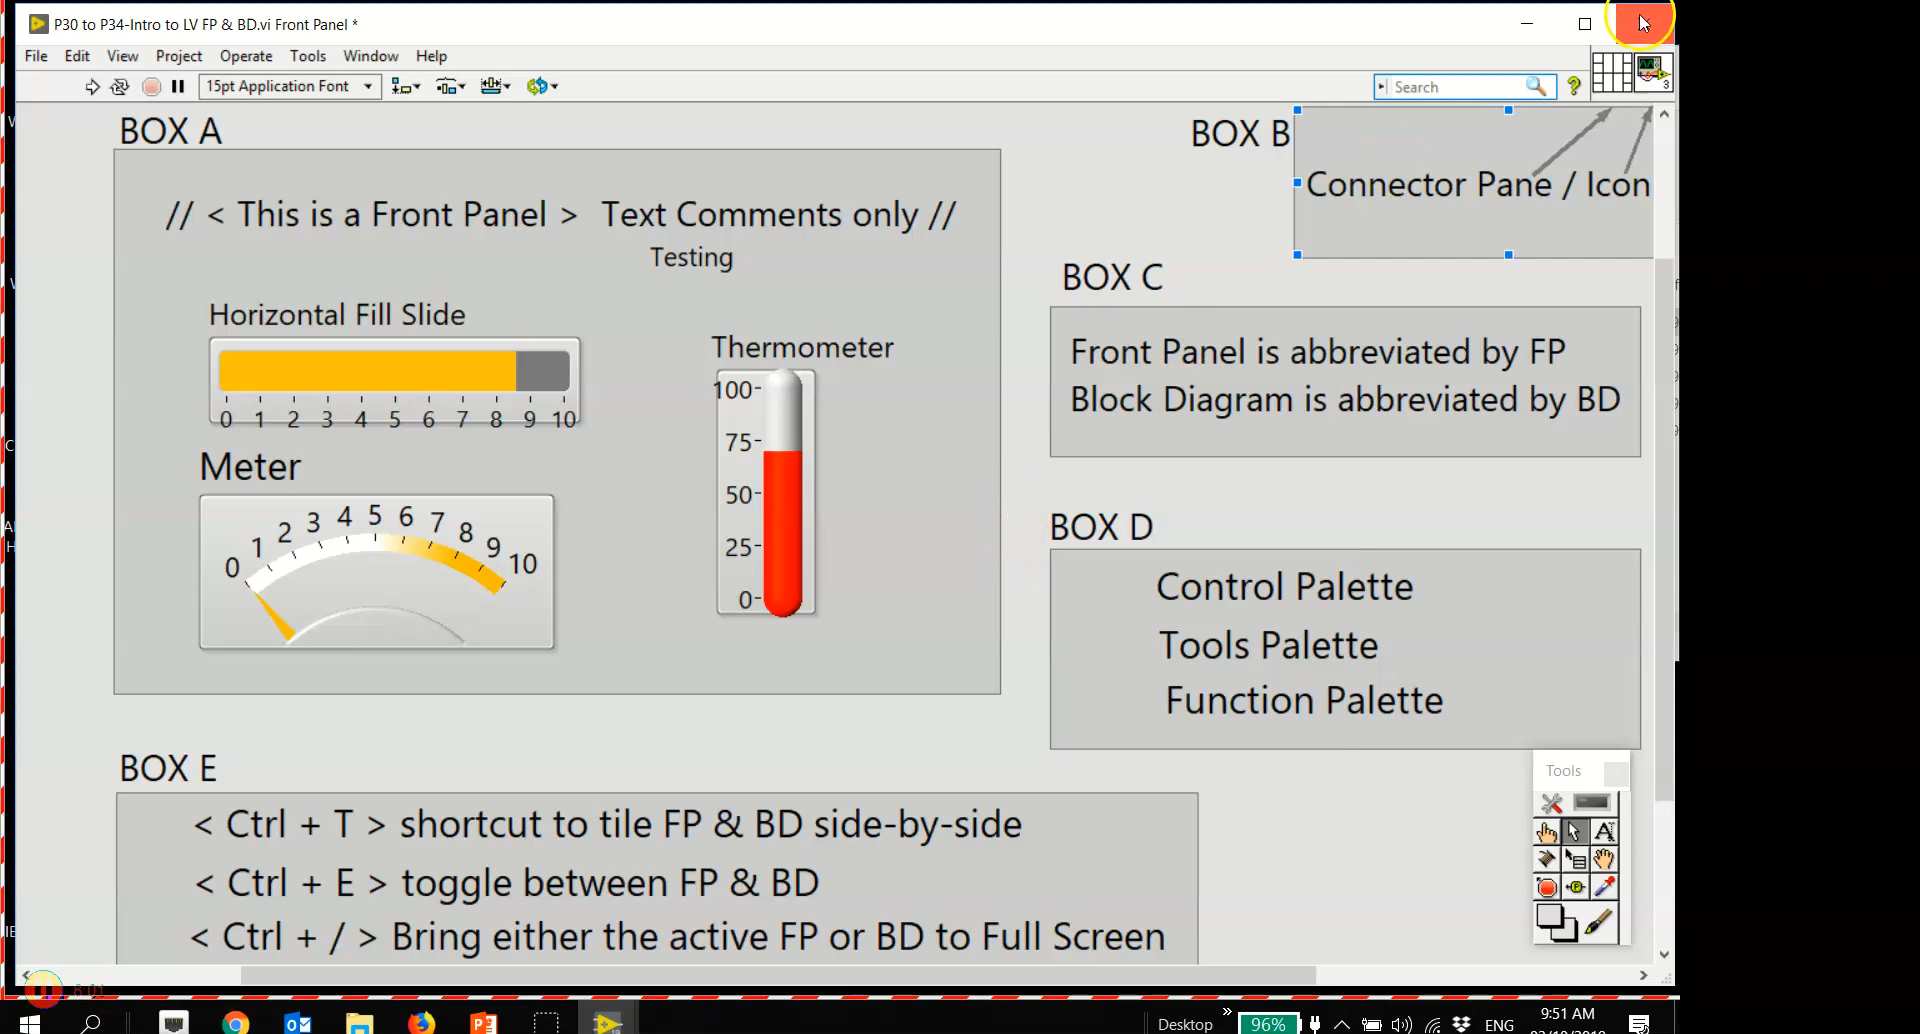 P30 to P34-Intro to LV FP & BD.vi Front Panel *
File Edit View Project Operate Tools Window Help
15pt Application Font
Search
3
BOX A
// < This is a Front Panel > Text Comments only //
Testing
Horizontal Fill Slide
0 1 2 3 4 5 6 7 8 9 10
Meter
0 1 2 3 4 5 6 7 8 9 10
Thermometer
100
75
50
25
0
BOX B
Connector Pane / Icon
BOX C
Front Panel is abbreviated by FP
Block Diagram is abbreviated by BD
BOX D
Control Palette
Tools Palette
Function Palette
BOX E
< Ctrl + T > shortcut to tile FP & BD side-by-side
< Ctrl + E > toggle between FP & BD
< Ctrl + / > Bring either the active FP or BD to Full Screen
Tools
Desktop
96%
ENG
9:51 AM